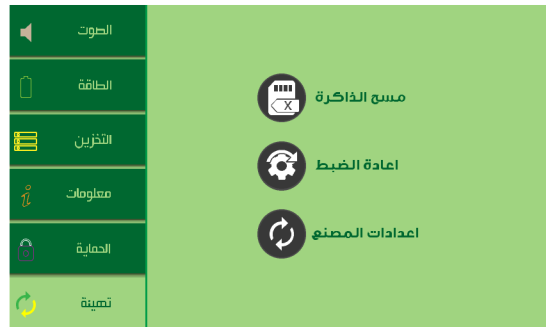 الصوت
الطاقة
التخزين
معلومات
الحماية
تهيئة
مسح الذاكرة
اعادة الضبط
اعدادات المصنع